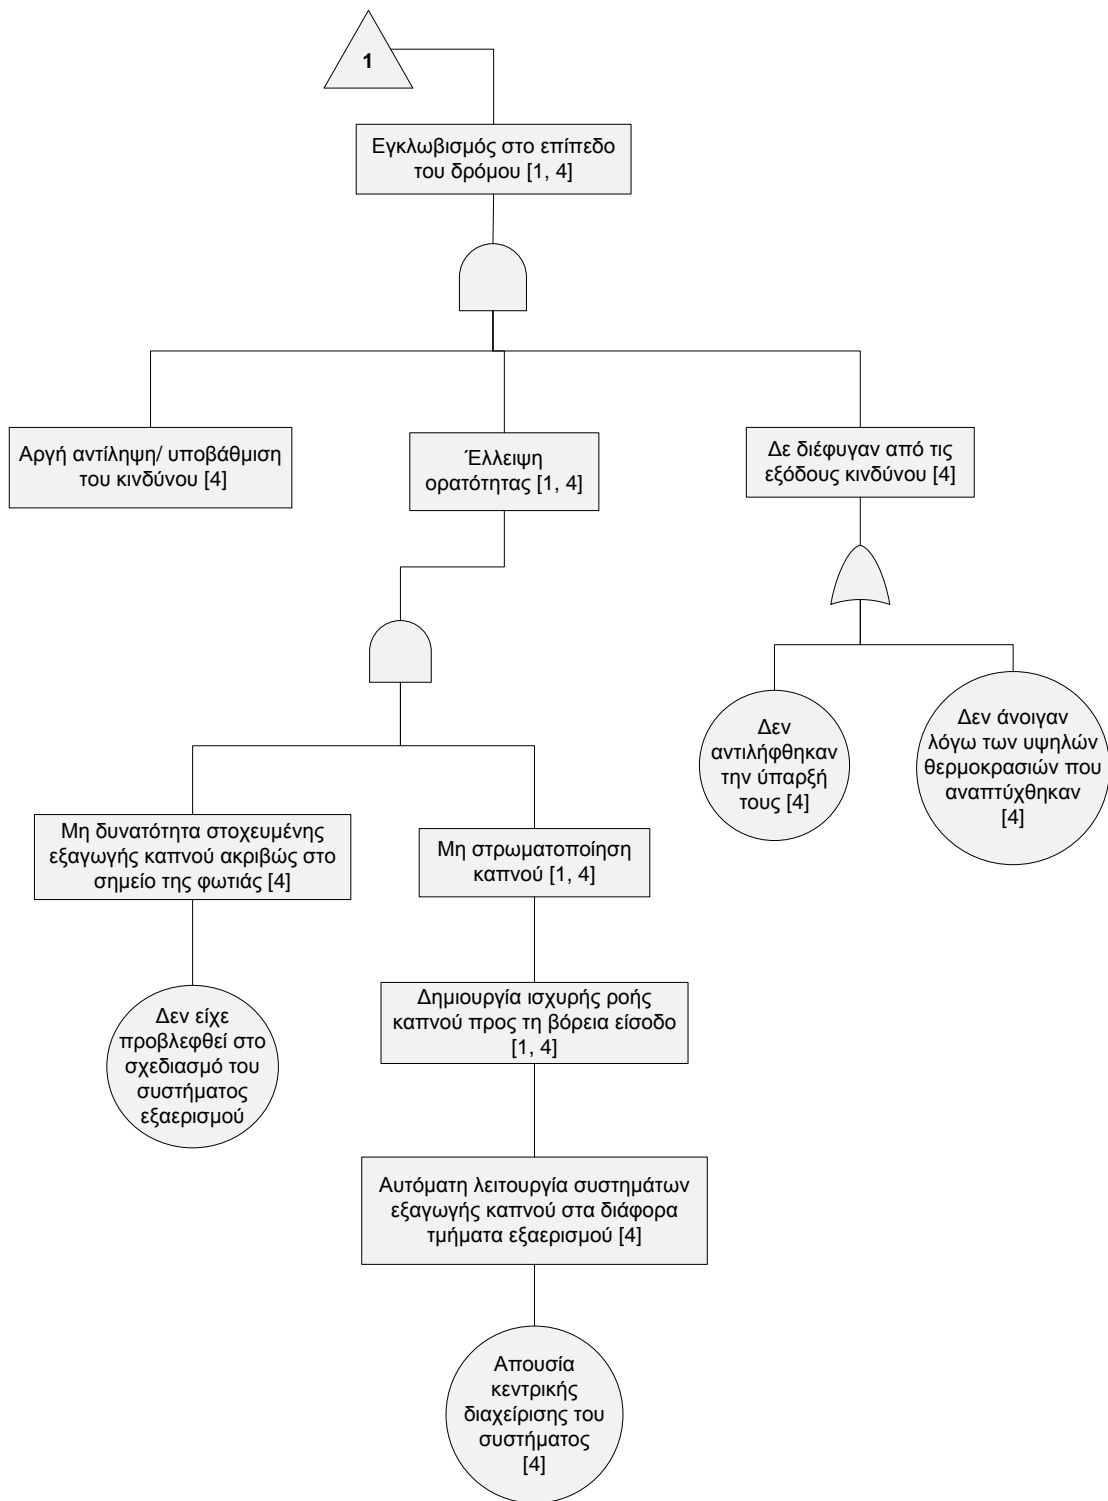 1
Εγκλωβισμός στο επίπεδο
του δρόμου [1, 4]
Αργή αντίληψη/ υποβάθμιση
του κινδύνου [4]
Έλλειψη
ορατότητας [1, 4]
Δε διέφυγαν από τις
εξόδους κινδύνου [4]
Δεν
αντιλήφθηκαν
την ύπαρξή
τους [4]
Δεν άνοιγαν
λόγω των υψηλών
θερμοκρασιών που
αναπτύχθηκαν
[4]
Μη δυνατότητα στοχευμένης
εξαγωγής καπνού ακριβώς στο
σημείο της φωτιάς [4]
Μη στρωματοποίηση
καπνού [1, 4]
Δεν είχε
προβλεφθεί στο
σχεδιασμό του
συστήματος
εξαερισμού
Δημιουργία ισχυρής ροής
καπνού προς τη βόρεια είσοδο
[1, 4]
Αυτόματη λειτουργία συστημάτων
εξαγωγής καπνού στα διάφορα
τμήματα εξαερισμού [4]
Απουσία
κεντρικής
διαχείρισης του
συστήματος
[4]